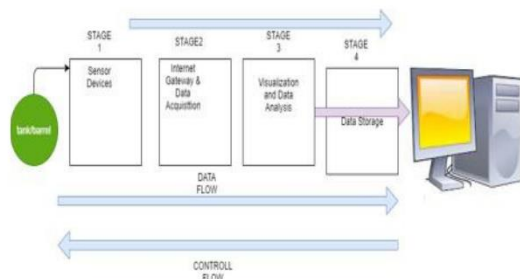 STAGE
1
STAGE2
STAGE
3
STAGE
4
Sensor
Devices
Internet
Gateway &
Data
Acquisition
Visualization
and Data
Analysis
Data Storage
tank/barrel
DATA
FLOW
CONTROLL
FLOW